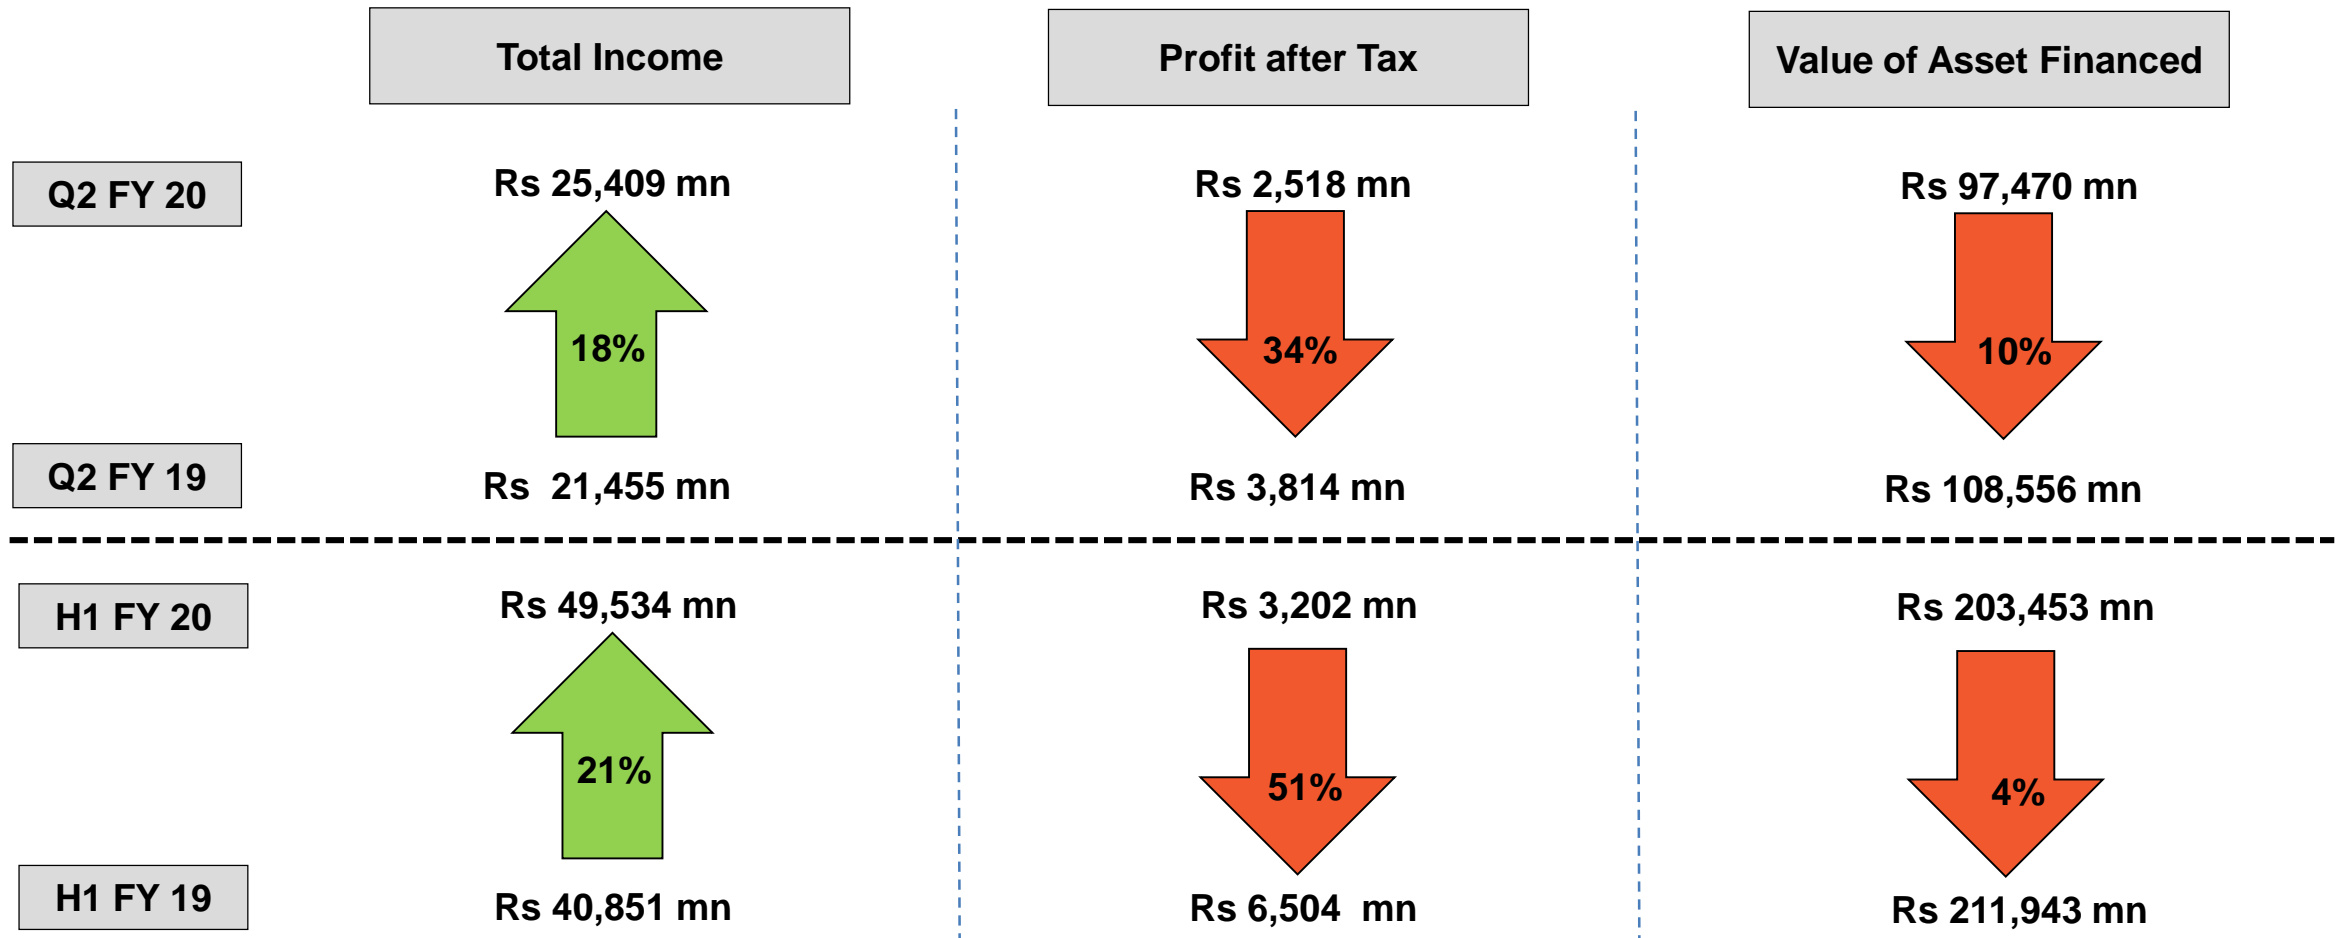 Total Income
Profit after Tax
Value of Asset Financed
Q2 FY 20
Rs 25,409 mn
Rs 2,518 mn
Rs 97,470 mn
18%
34%
10%
Q2 FY 19
Rs  21,455 mn
Rs 3,814 mn
Rs 108,556 mn
H1 FY 20
Rs 49,534 mn
Rs 3,202 mn
Rs 203,453 mn
21%
51%
4%
H1 FY 19
Rs 40,851 mn
Rs 6,504  mn
Rs 211,943 mn